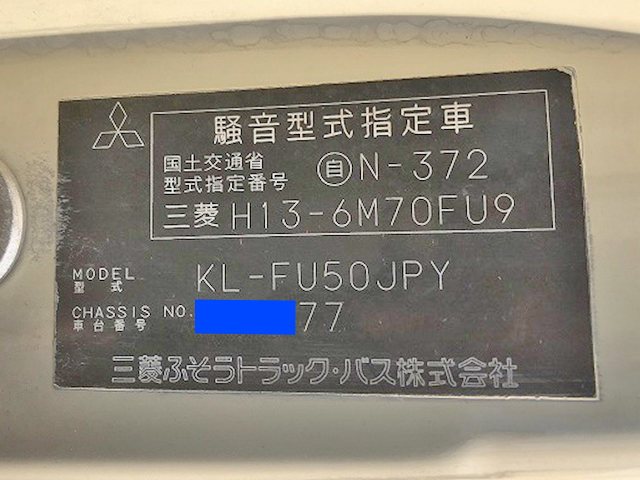 騒音型式指定車
国土交通省
型式指定番号 自N-372
三菱 H13-6M70FU9
MODEL
型式 KL-FU50JPY
CHASSIS NO.
車台番号 77
三菱ふそうトラック・バス株式会社